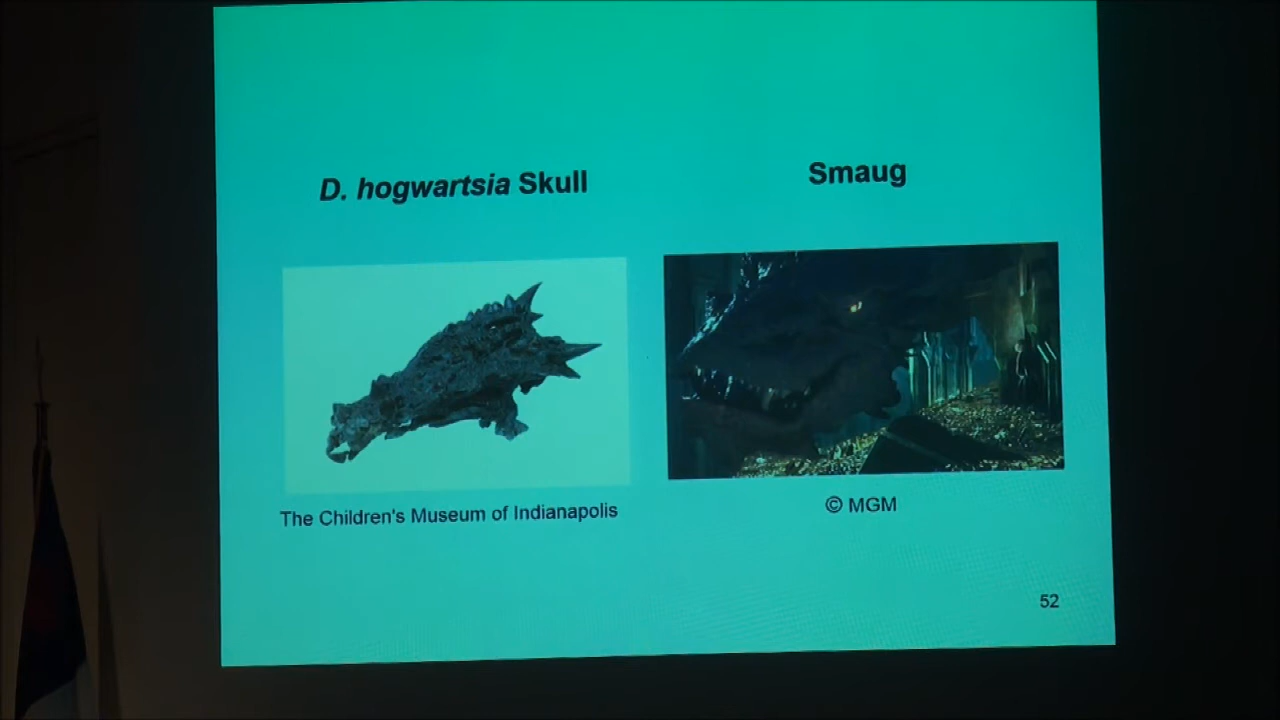 D. hogwartsia Skull
Smaug
The Children's Museum of Indianapolis
© MGM
52